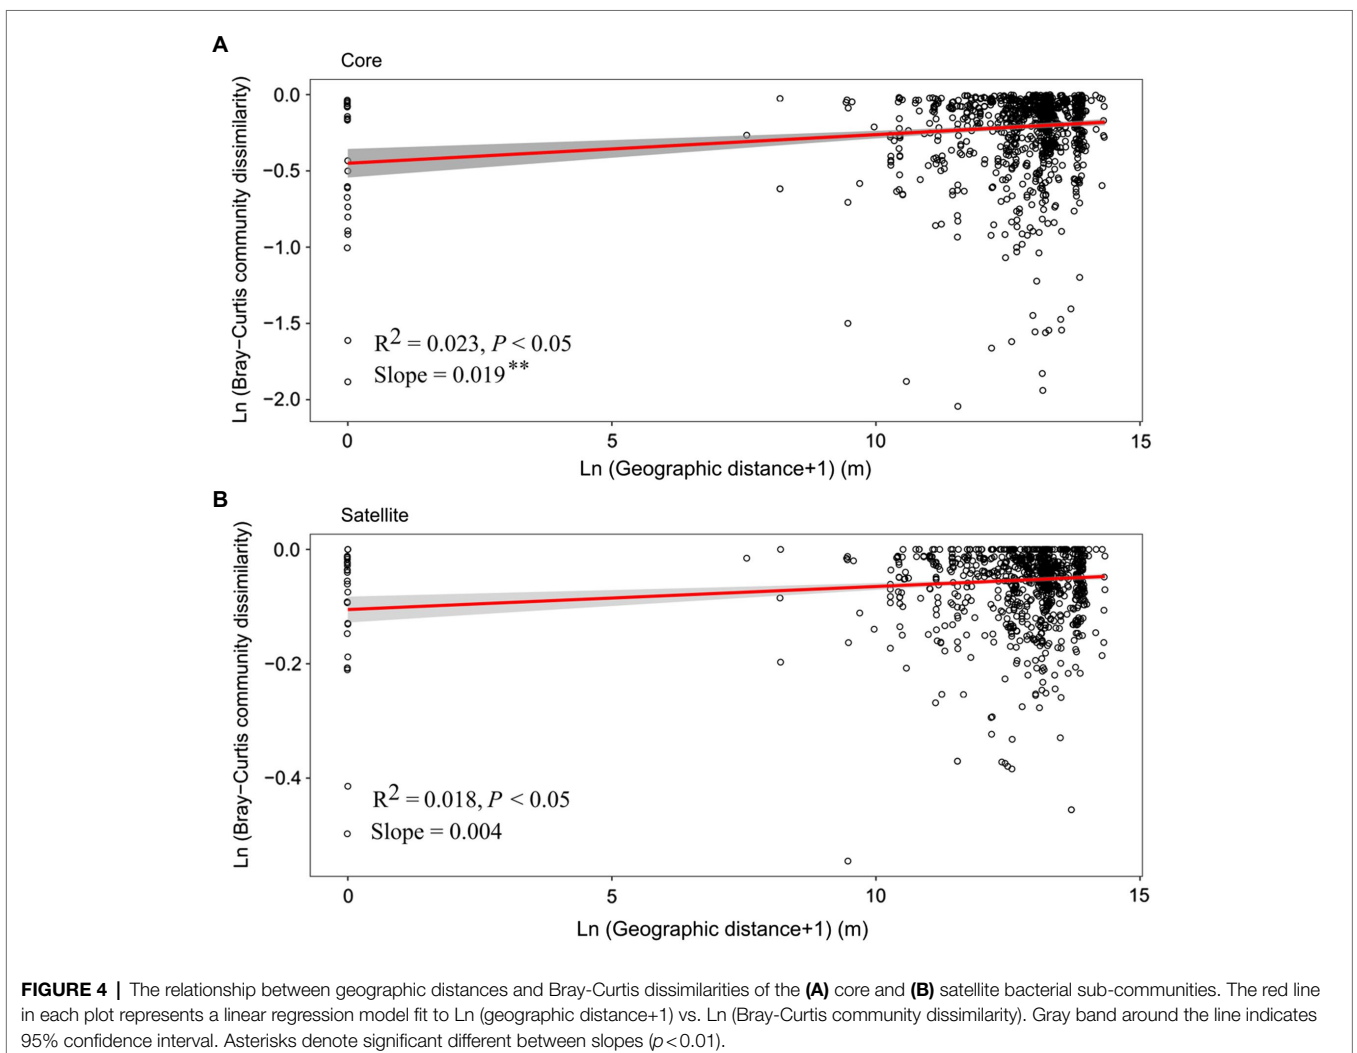 A
Core
Ln (Bray−Curtis community dissimilarity)
0.0
−0.5
−1.0
−1.5
−2.0
R2 = 0.023, P < 0.05
Slope = 0.019**
0 5 10 15
Ln (Geographic distance+1) (m)
B
Satellite
Ln (Bray−Curtis community dissimilarity)
0.0
−0.2
−0.4
R2 = 0.018, P < 0.05
Slope = 0.004
0 5 10 15
Ln (Geographic distance+1) (m)
FIGURE 4 | The relationship between geographic distances and Bray-Curtis dissimilarities of the (A) core and (B) satellite bacterial sub-communities. The red line
in each plot represents a linear regression model fit to Ln (geographic distance+1) vs. Ln (Bray-Curtis community dissimilarity). Gray band around the line indicates
95% confidence interval. Asterisks denote significant different between slopes (p<0.01).